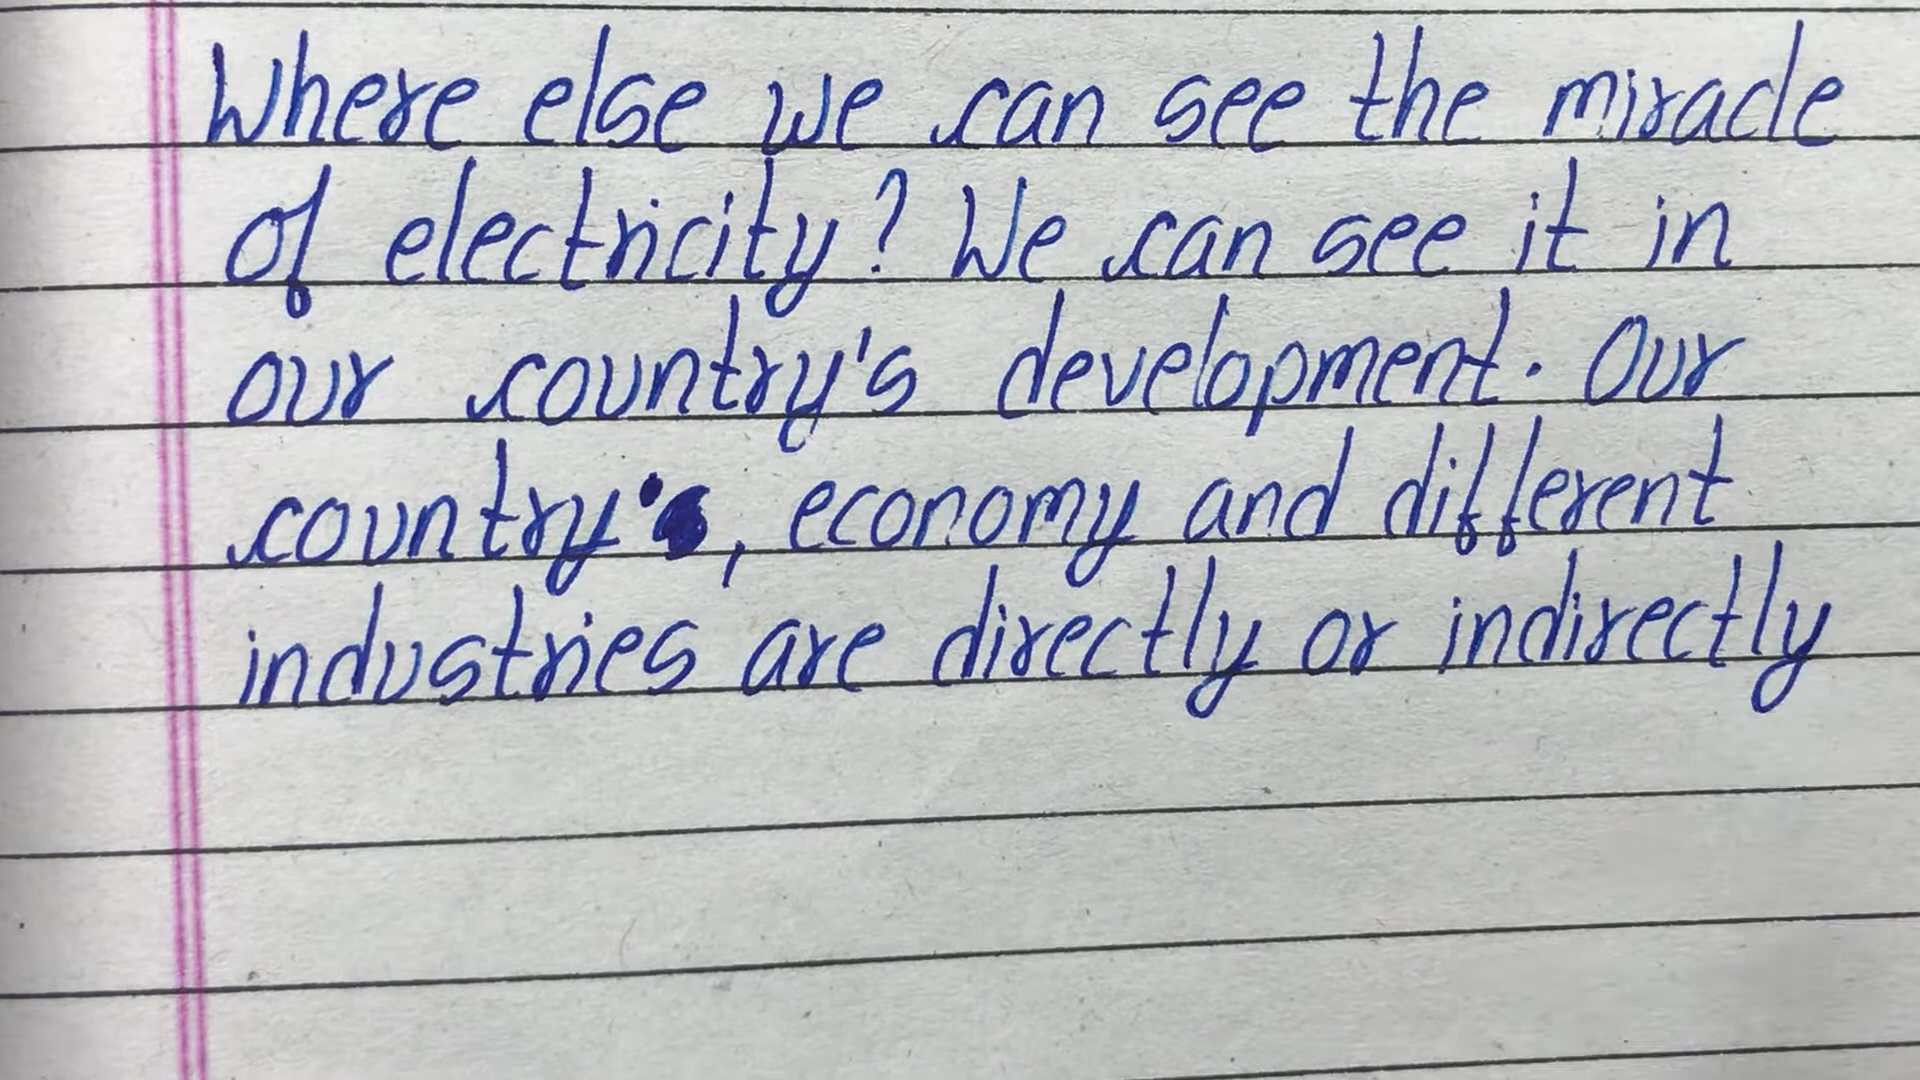 Where else we can see the miracle
of electricity? We can see it in
our country's development. Our
country's, economy and different
industries are directly or indirectly